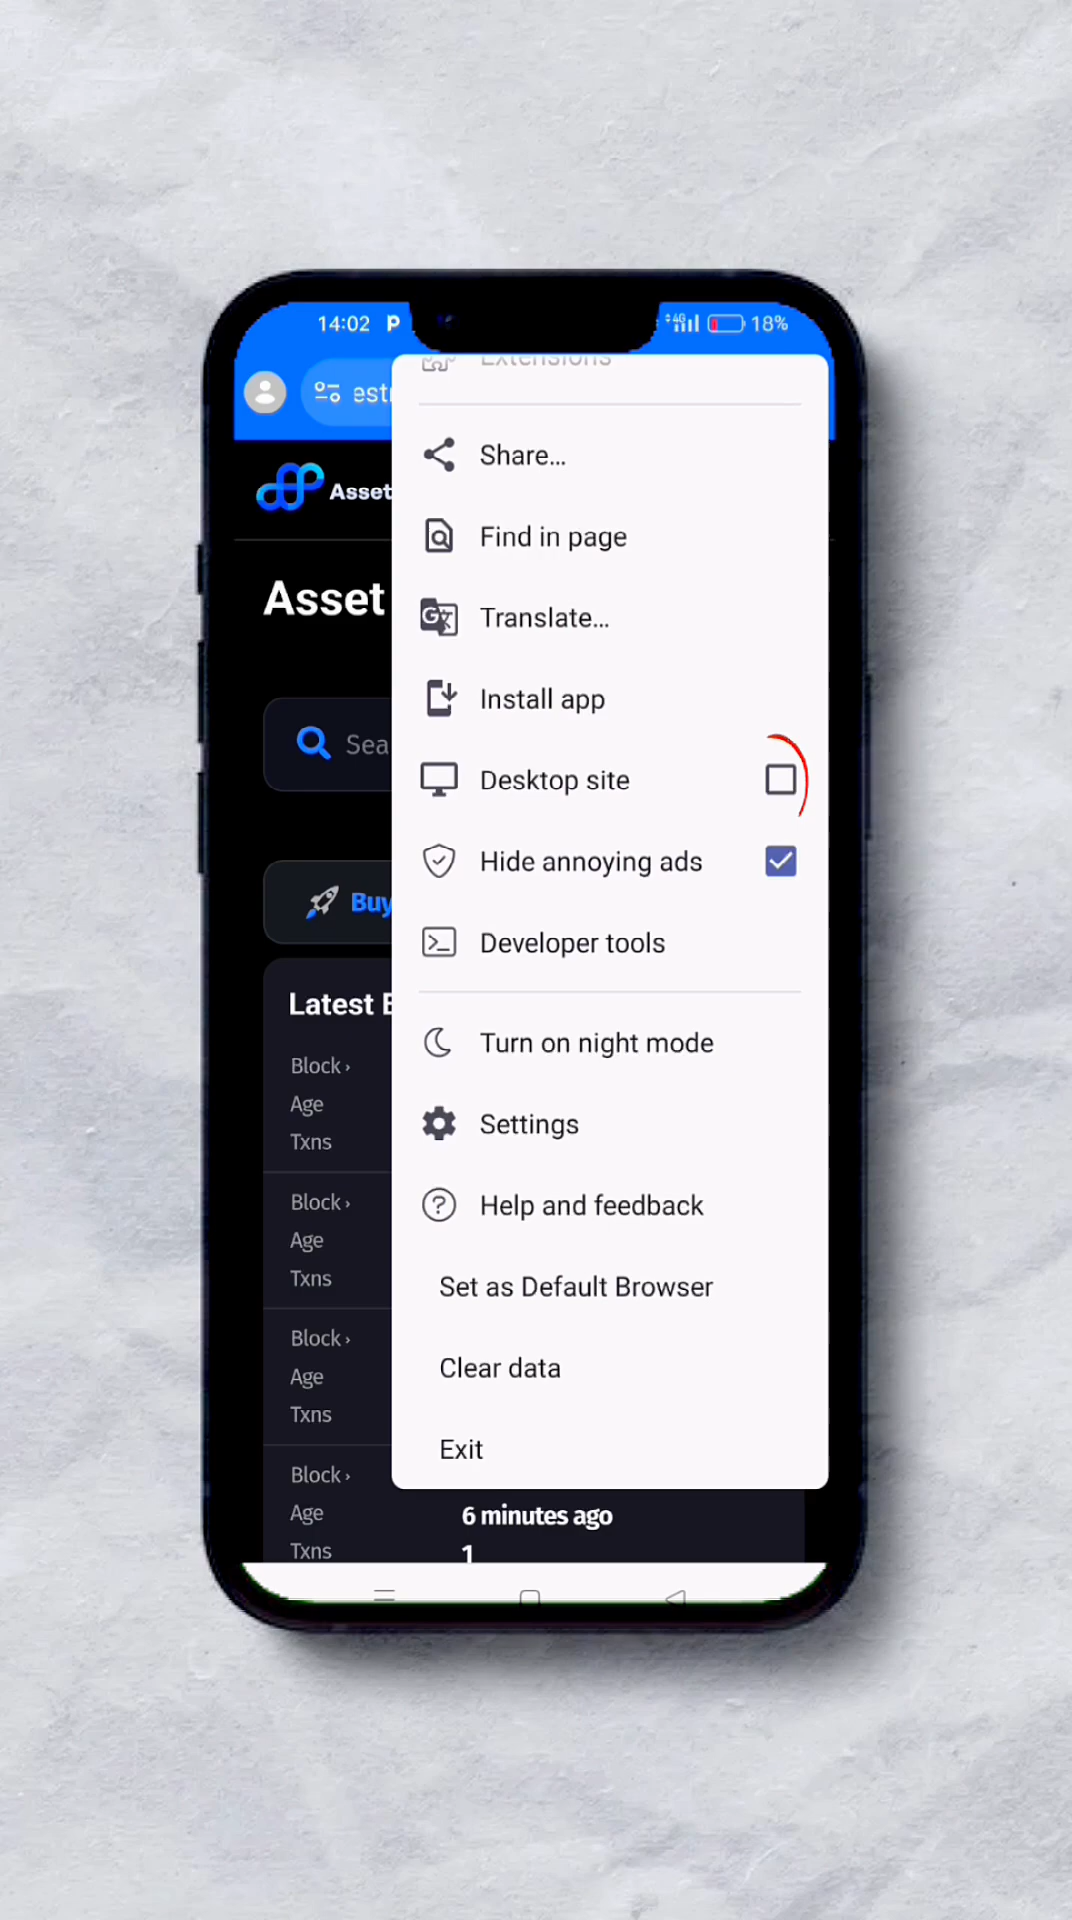 14:02 P 4G 18%
Extensions
estr
Share...
Asset
Find in page
Asset
Translate...
Install app
Sea
Desktop site
Hide annoying ads
Buy
Developer tools
Latest
Turn on night mode
Block ›
Age
Settings
Txns
Block ›
Help and feedback
Age
Txns
Set as Default Browser
Block ›
Clear data
Age
Txns
Exit
Block ›
Age 6 minutes ago
Txns 1